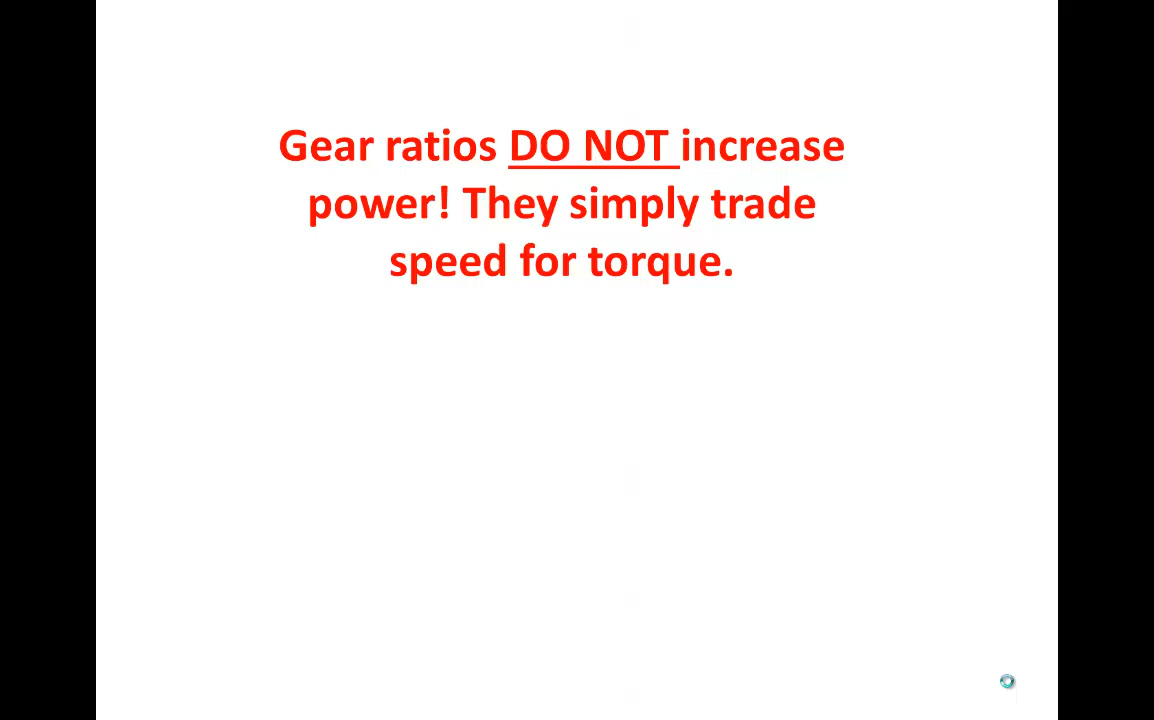 Gear ratios DO NOT increase
power! They simply trade
speed for torque.